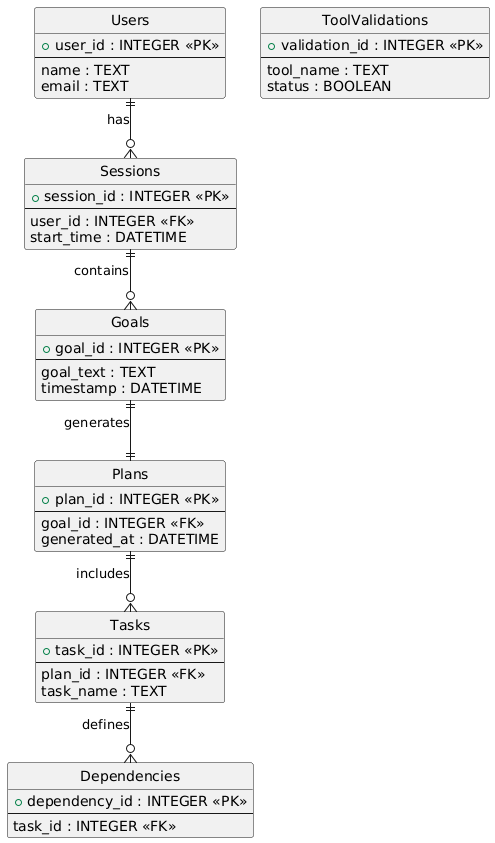 Users
user_id : INTEGER «PK»
name : TEXT
email : TEXT
ToolValidations
validation_id : INTEGER «PK»
tool_name : TEXT
status : BOOLEAN
has
Sessions
session_id : INTEGER «PK»
user_id : INTEGER «FK»
start_time : DATETIME
contains
Goals
goal_id : INTEGER «PK»
goal_text : TEXT
timestamp : DATETIME
generates
Plans
plan_id : INTEGER «PK»
goal_id : INTEGER «FK»
generated_at : DATETIME
includes
Tasks
task_id : INTEGER «PK»
plan_id : INTEGER «FK»
task_name : TEXT
defines
Dependencies
dependency_id : INTEGER «PK»
task_id : INTEGER «FK»